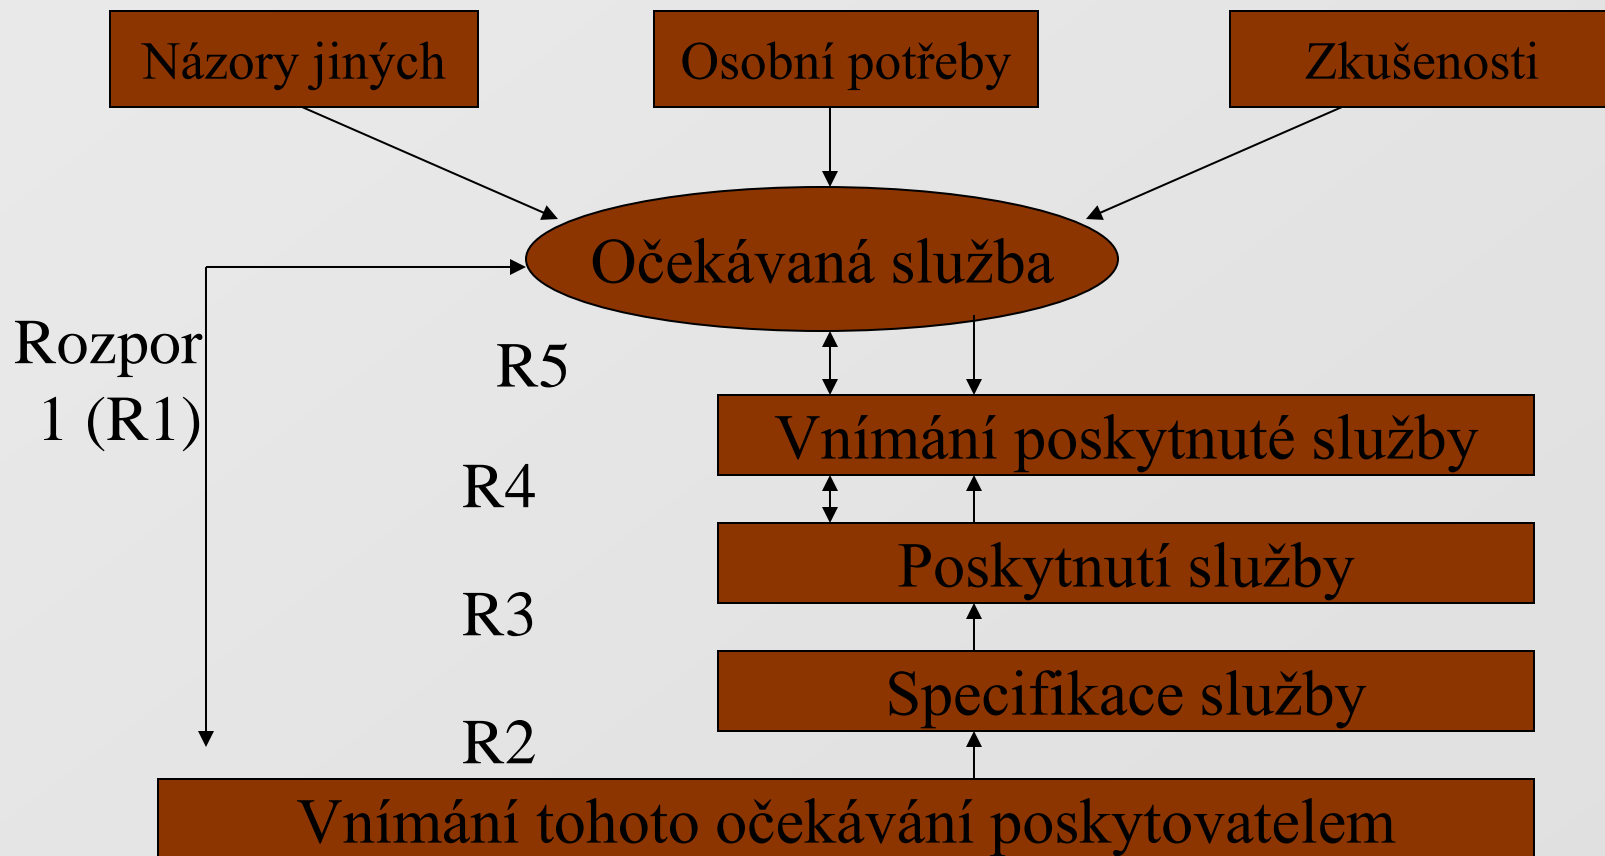 Názory jiných
Osobní potřeby
Zkušenosti
Očekávaná služba
Rozpor
1 (R1)
R5
Vnímání poskytnuté služby
R4
Poskytnutí služby
R3
Specifikace služby
R2
Vnímání tohoto očekávání poskytovatelem